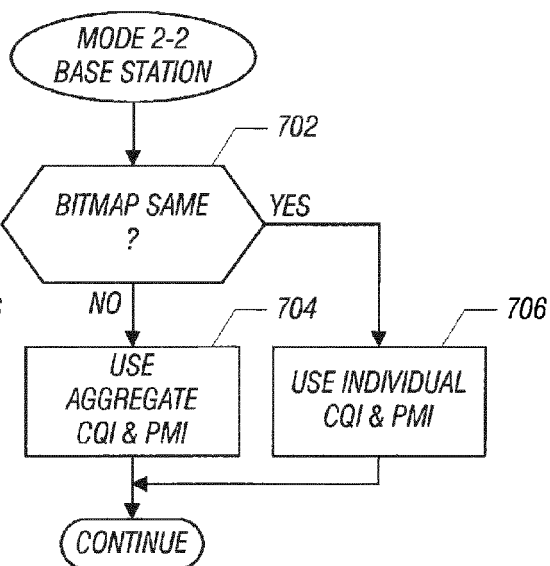 MODE 2-2
BASE STATION
702
BITMAP SAME
?
YES
NO
704
706
USE
AGGREGATE
CQI & PMI
USE INDIVIDUAL
CQI & PMI
CONTINUE